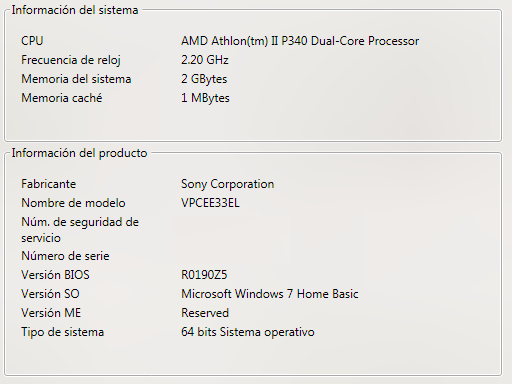 Información del sistema
CPU AMD Athlon(tm) II P340 Dual-Core Processor
Frecuencia de reloj 2.20 GHz
Memoria del sistema 2 GBytes
Memoria caché 1 MBytes
Información del producto
Fabricante Sony Corporation
Nombre de modelo VPCEE33EL
Núm. de seguridad de
servicio
Número de serie
Versión BIOS R0190Z5
Versión SO Microsoft Windows 7 Home Basic
Versión ME Reserved
Tipo de sistema 64 bits Sistema operativo